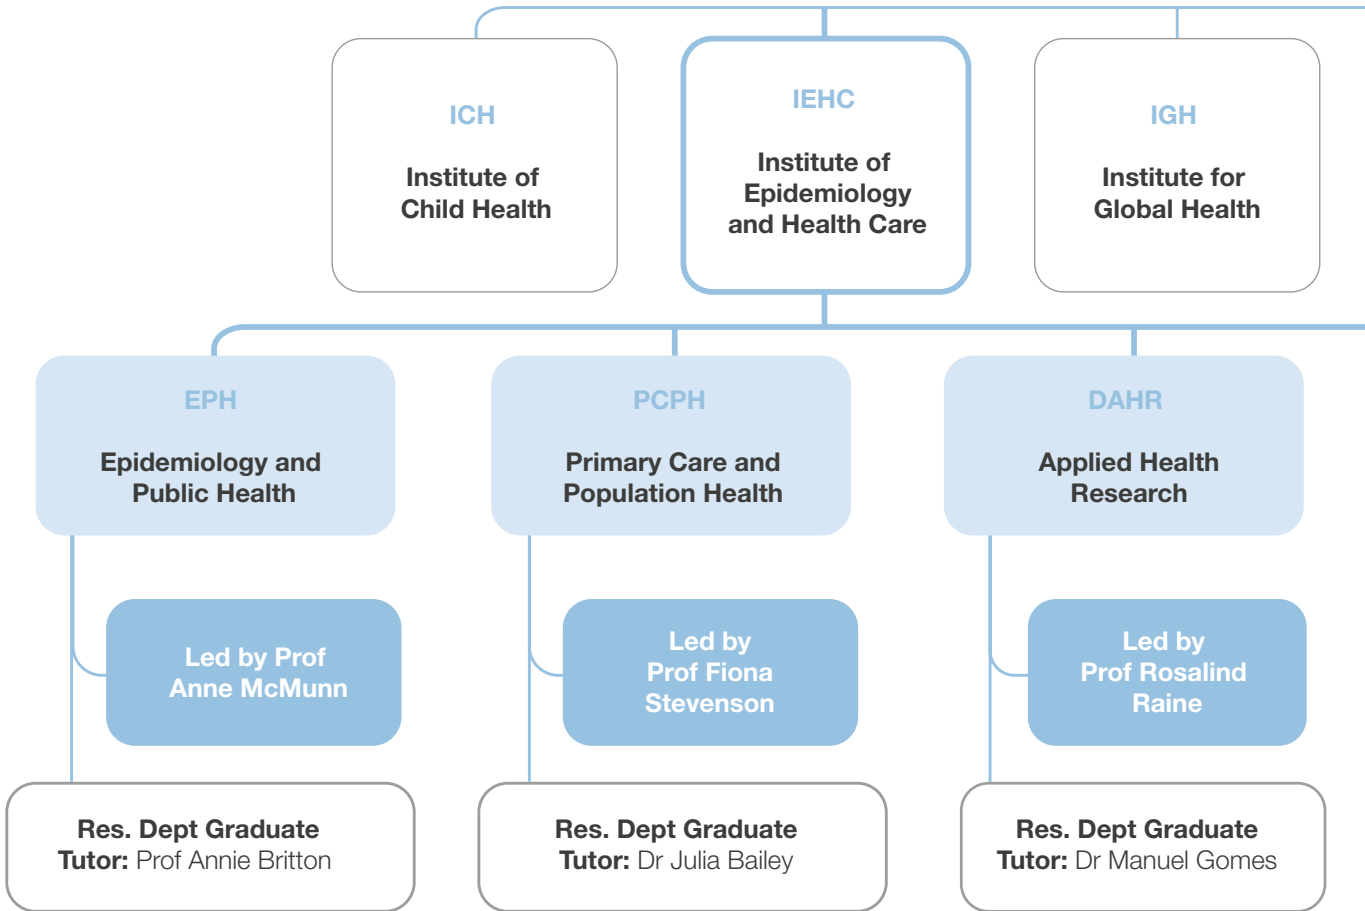 ICH
Institute of
Child Health
IEHC
Institute of
Epidemiology
and Health Care
IGH
Institute for
Global Health
EPH
Epidemiology and
Public Health
PCPH
Primary Care and
Population Health
DAHR
Applied Health
Research
Led by Prof
Anne McMunn
Led by
Prof Fiona
Stevenson
Led by
Prof Rosalind
Raine
Res. Dept Graduate
Tutor: Prof Annie Britton
Res. Dept Graduate
Tutor: Dr Julia Bailey
Res. Dept Graduate
Tutor: Dr Manuel Gomes